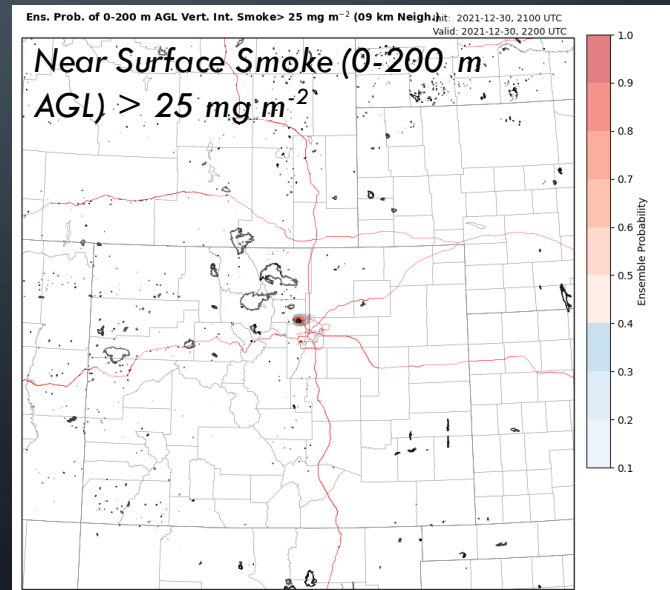 Ens. Prob. of 0-200 m AGL Vert. Int. Smoke> 25 mg m⁻² (09 km Neigh.)
Init: 2021-12-30, 2100 UTC
Valid: 2021-12-30, 2200 UTC
Near Surface Smoke (0-200 m
AGL) > 25 mg m⁻²
1.0
0.9
0.8
0.7
0.6
0.5
0.4
0.3
0.2
0.1
Ensemble Probability